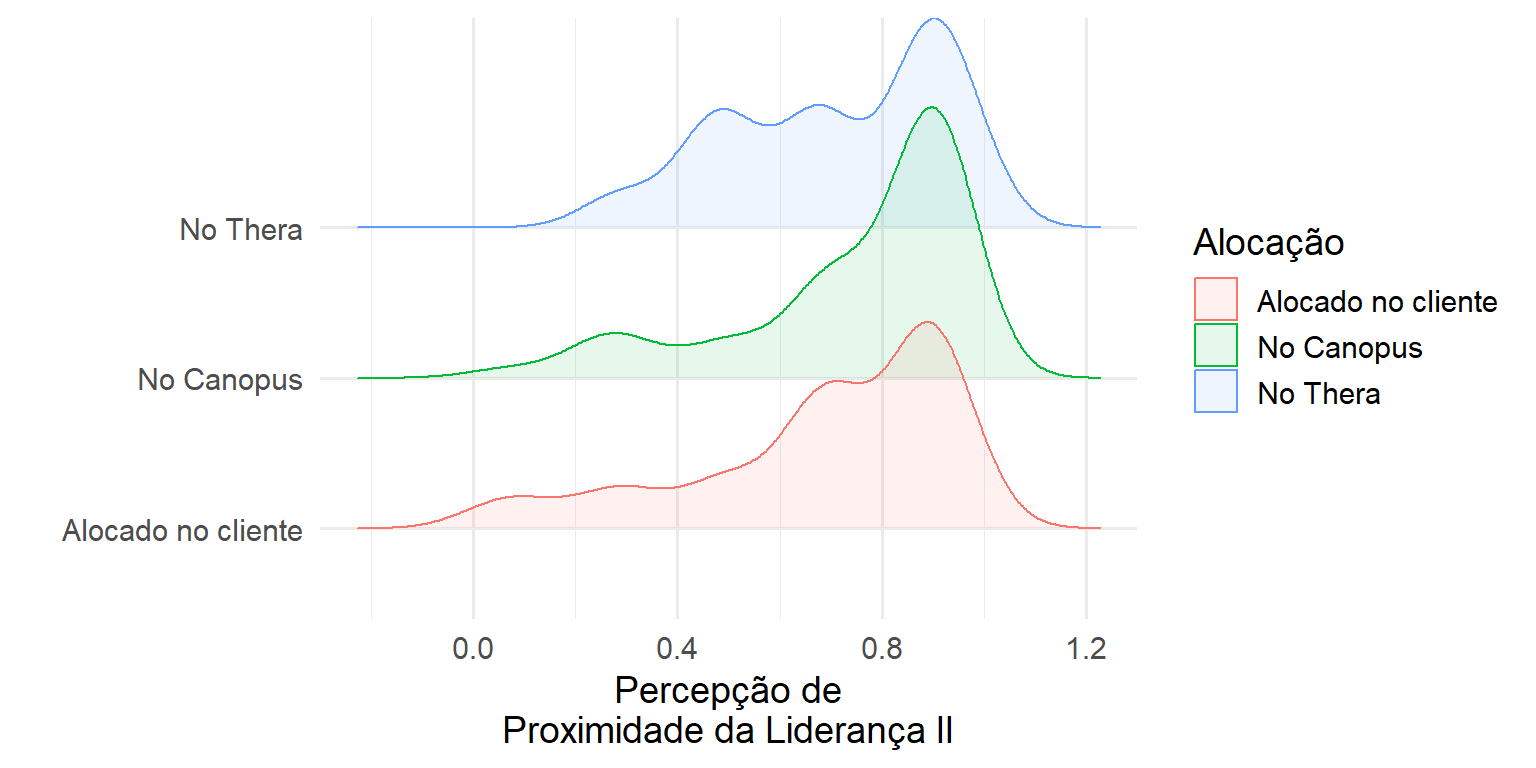 No Thera
No Canopus
Alocado no cliente
0.0 0.4 0.8 1.2
Percepção de
Proximidade da Liderança II
Alocação
Alocado no cliente
No Canopus
No Thera